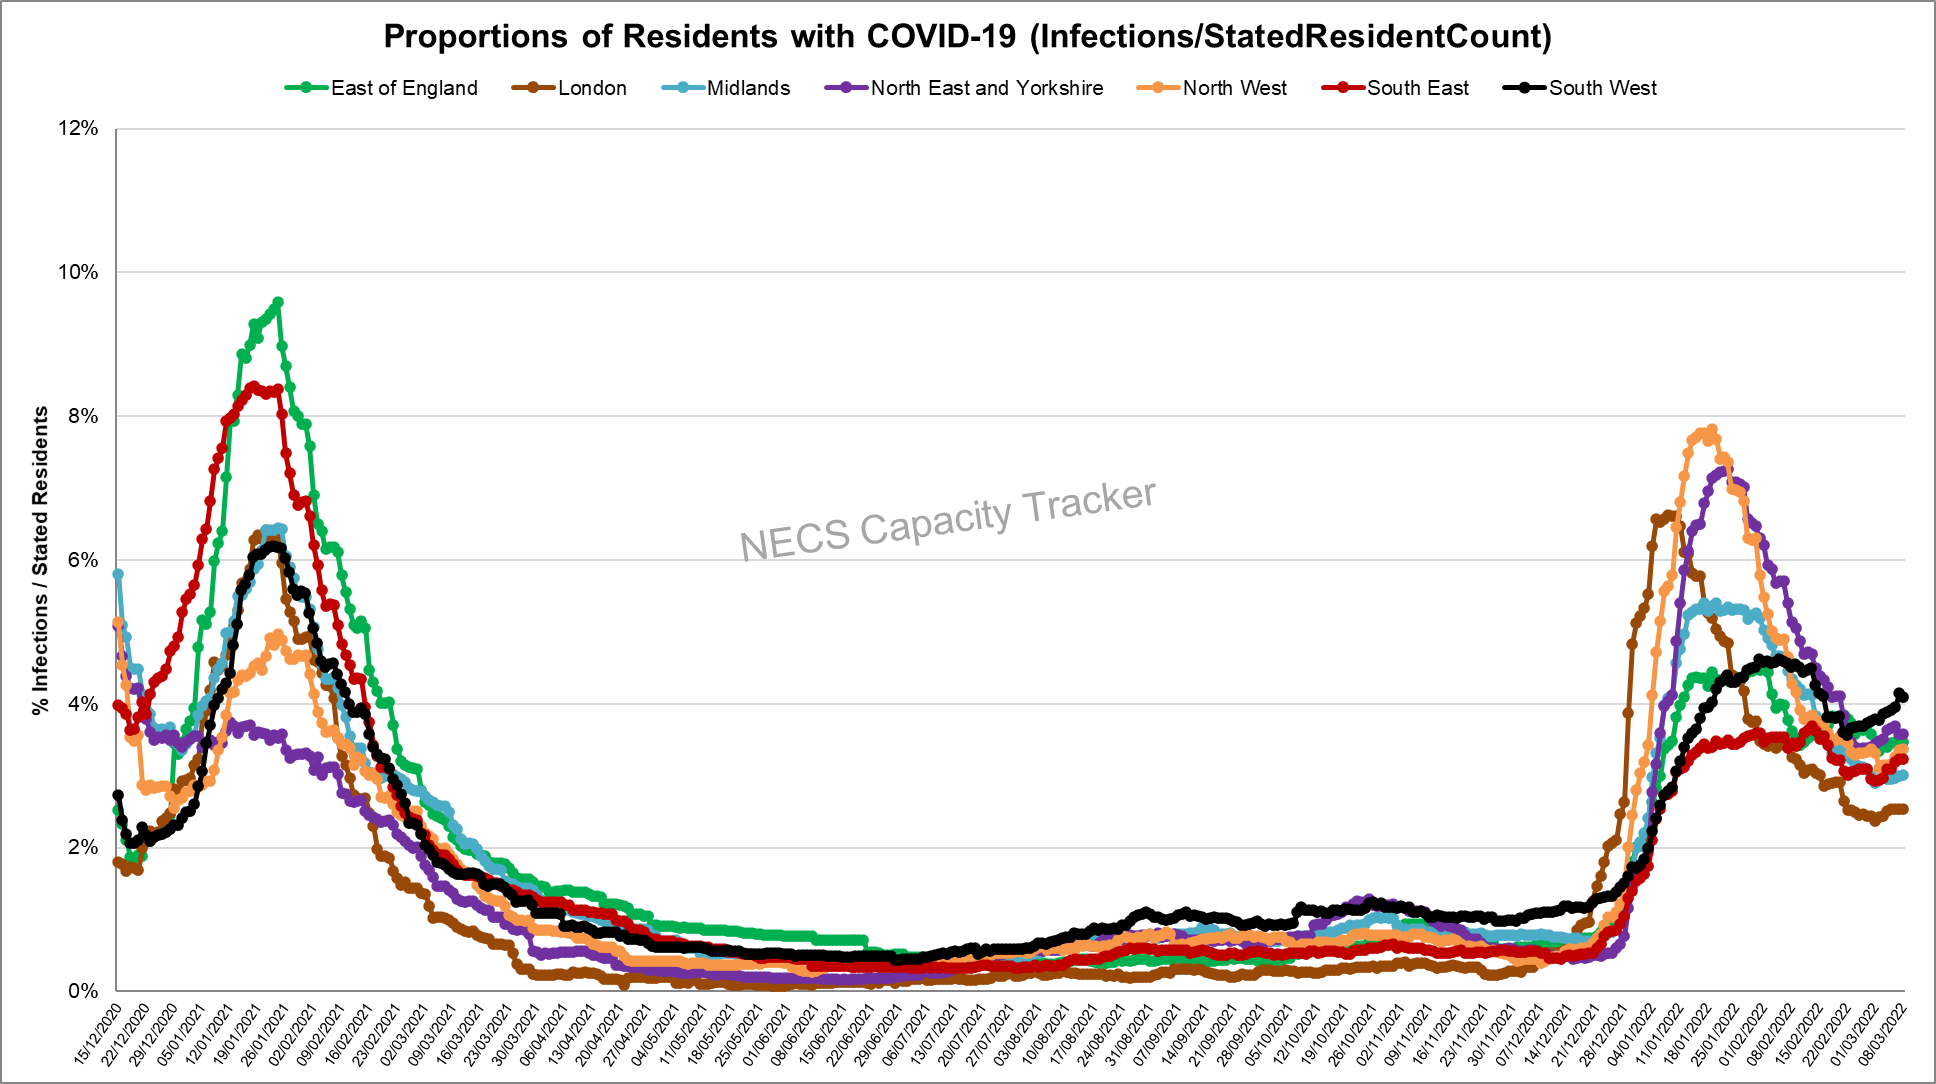 Proportions of Residents with COVID-19 (Infections/StatedResidentCount)
East of England London Midlands North East and Yorkshire North West South East South West
12%
10%
8%
6%
4%
2%
0%
% Infections / Stated Residents
NECS Capacity Tracker
15/12/2020 22/12/2020 29/12/2020 05/01/2021 12/01/2021 19/01/2021 26/01/2021 02/02/2021 09/02/2021 16/02/2021 23/02/2021 02/03/2021 09/03/2021 16/03/2021 23/03/2021 30/03/2021 06/04/2021 13/04/2021 20/04/2021 27/04/2021 04/05/2021 11/05/2021 18/05/2021 25/05/2021 01/06/2021 08/06/2021 15/06/2021 22/06/2021 29/06/2021 06/07/2021 13/07/2021 20/07/2021 27/07/2021 03/08/2021 10/08/2021 17/08/2021 24/08/2021 31/08/2021 07/09/2021 14/09/2021 21/09/2021 28/09/2021 05/10/2021 12/10/2021 19/10/2021 26/10/2021 02/11/2021 09/11/2021 16/11/2021 23/11/2021 30/11/2021 07/12/2021 14/12/2021 21/12/2021 28/12/2021 04/01/2022 11/01/2022 18/01/2022 25/01/2022 01/02/2022 08/02/2022 15/02/2022 22/02/2022 01/03/2022 08/03/2022